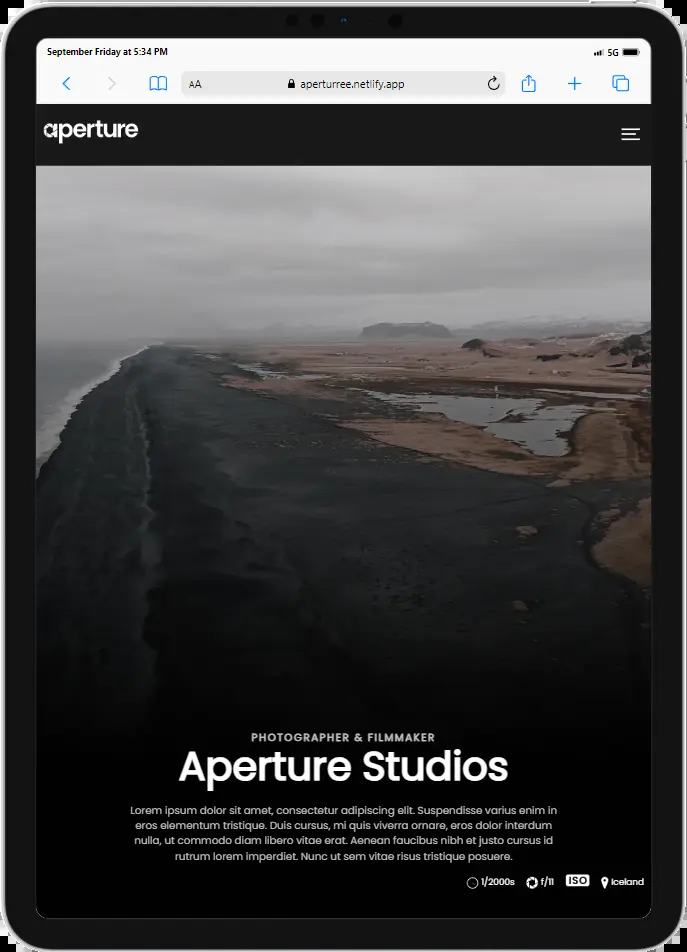 September Friday at 5:34 PM
5G
AA
aperturree.netlify.app
aperture
PHOTOGRAPHER & FILMMAKER
Aperture Studios
Lorem ipsum dolor sit amet, consectetur adipiscing elit. Suspendisse varius enim in
eros elementum tristique. Duis cursus, mi quis viverra ornare, eros dolor interdum
nulla, ut commodo diam libero vitae erat. Aenean faucibus nibh et justo cursus id
rutrum lorem imperdiet. Nunc ut sem vitae risus tristique posuere.
1/2000s f/11 ISO Iceland